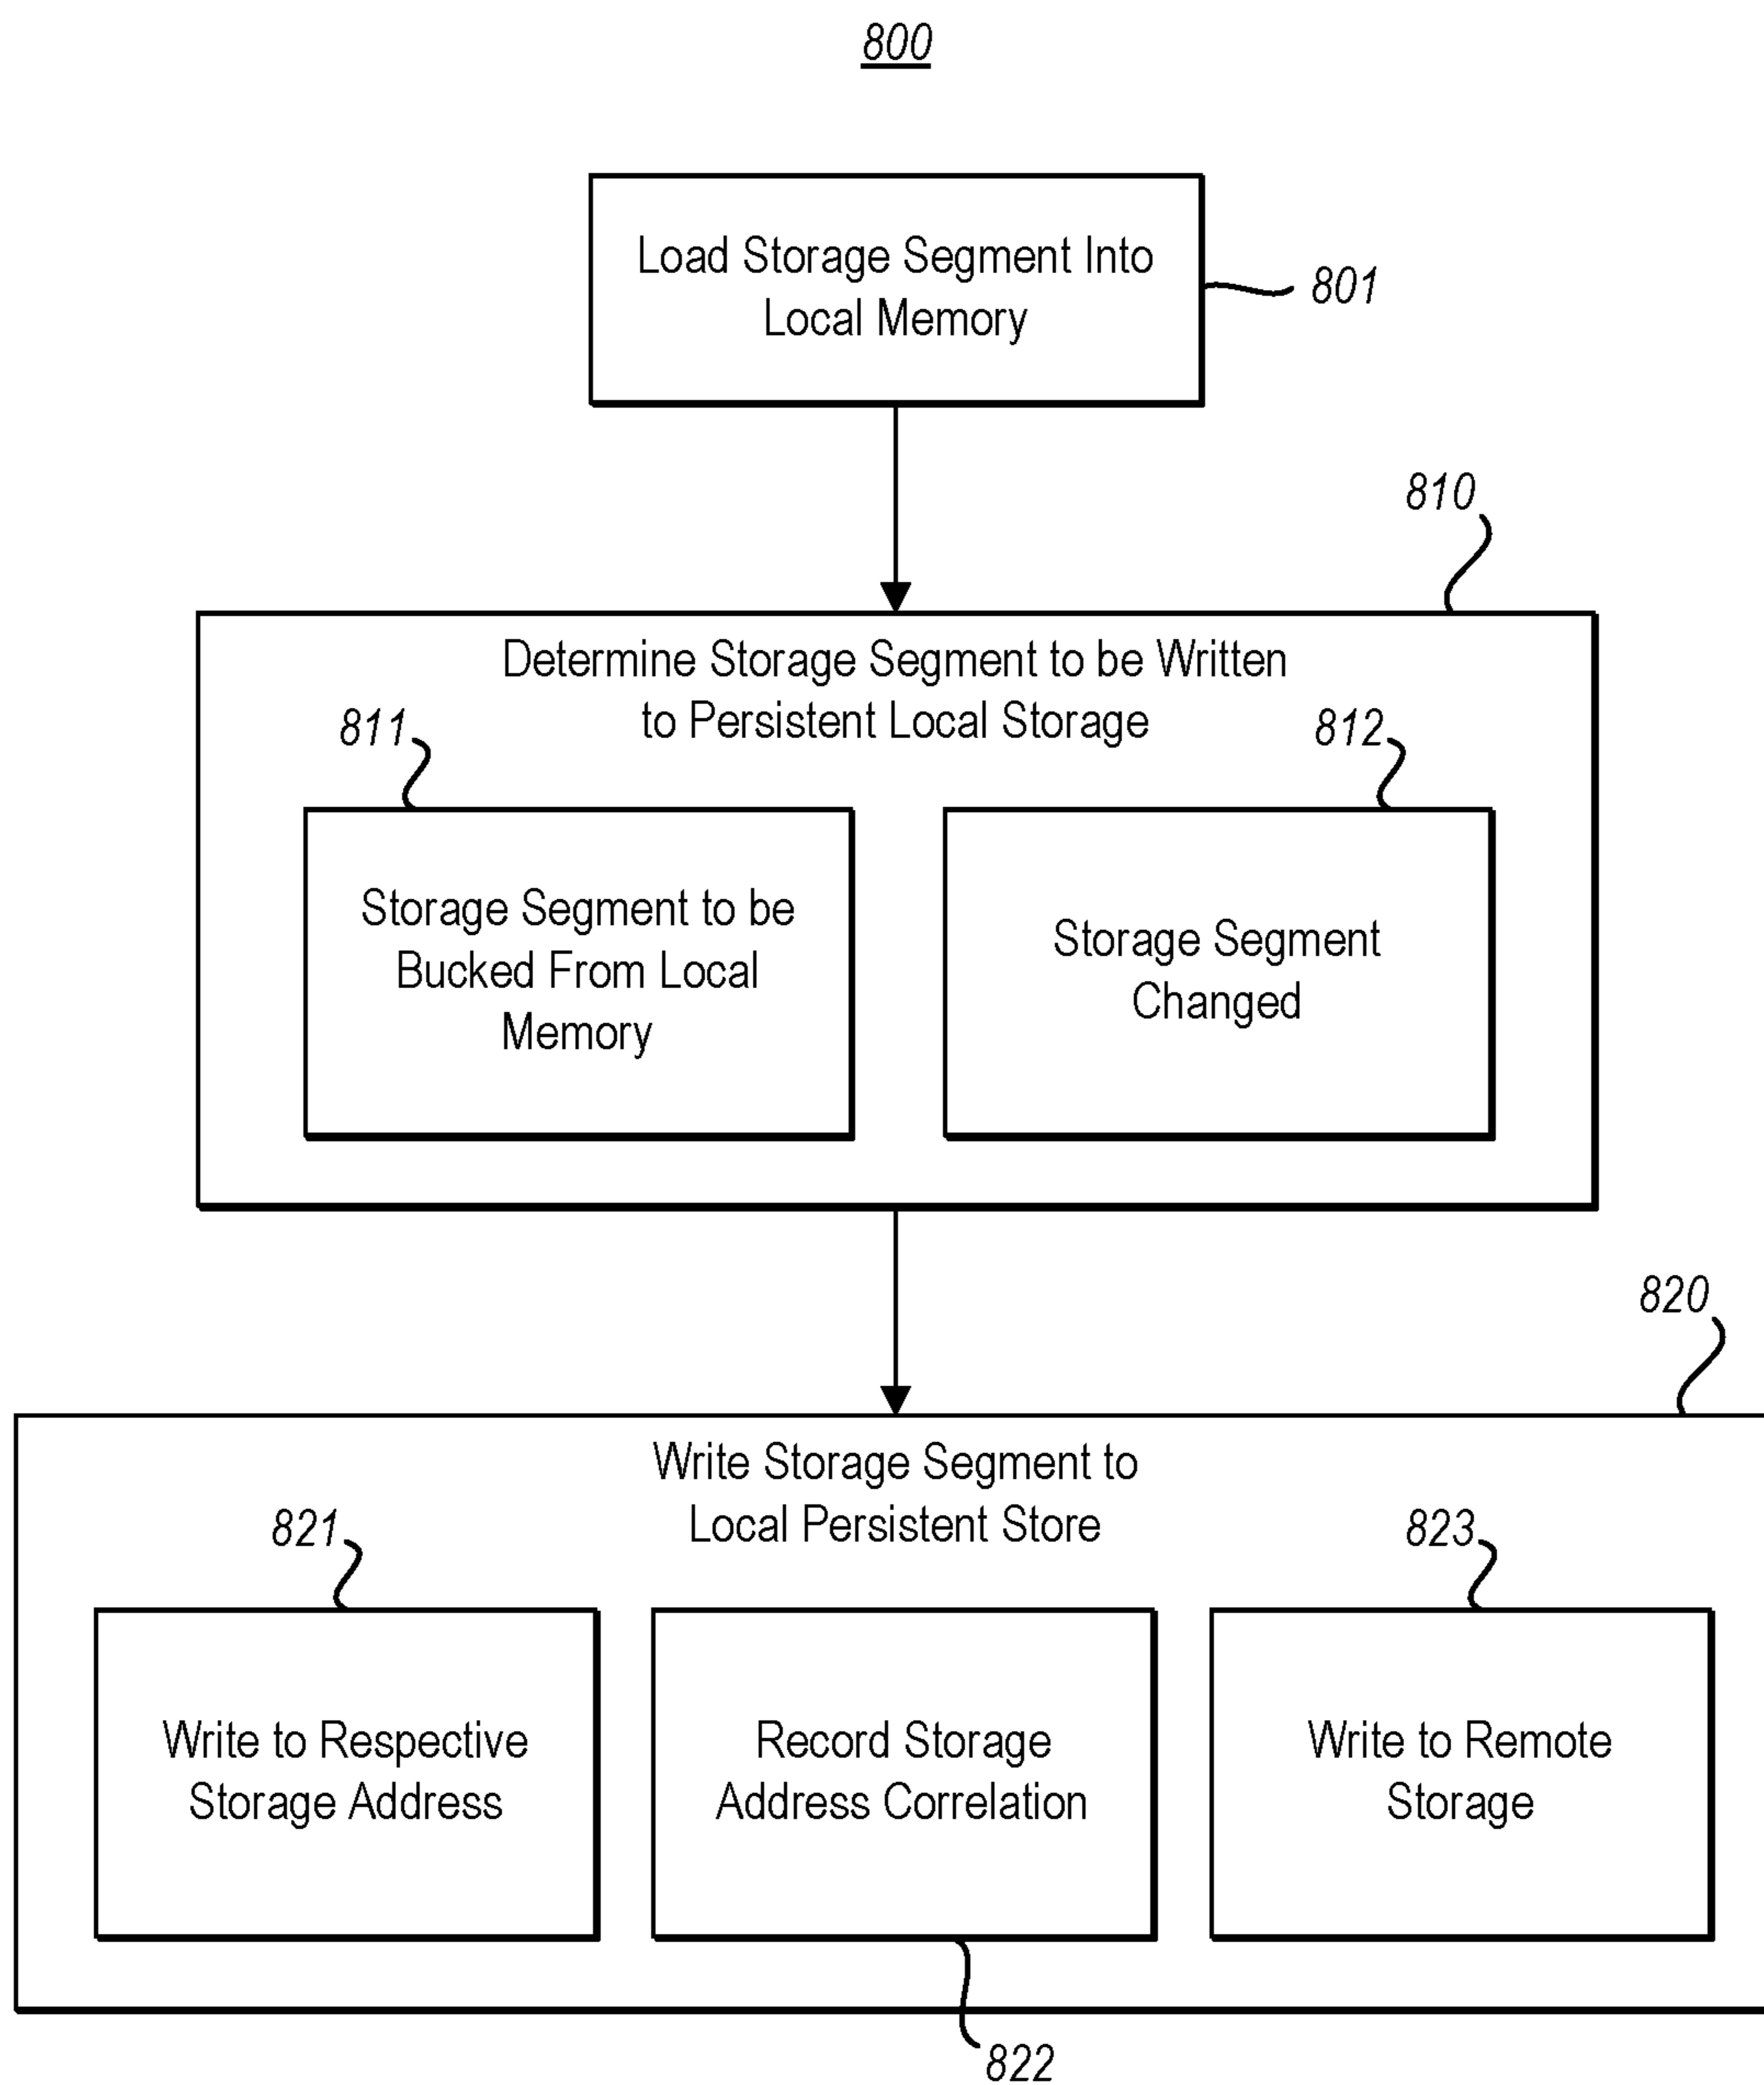 800
Load Storage Segment Into
Local Memory
801
810
Determine Storage Segment to be Written
to Persistent Local Storage
811
812
Storage Segment to be
Bucked From Local
Memory
Storage Segment
Changed
820
Write Storage Segment to
Local Persistent Store
821
823
Write to Respective
Storage Address
Record Storage
Address Correlation
Write to Remote
Storage
822